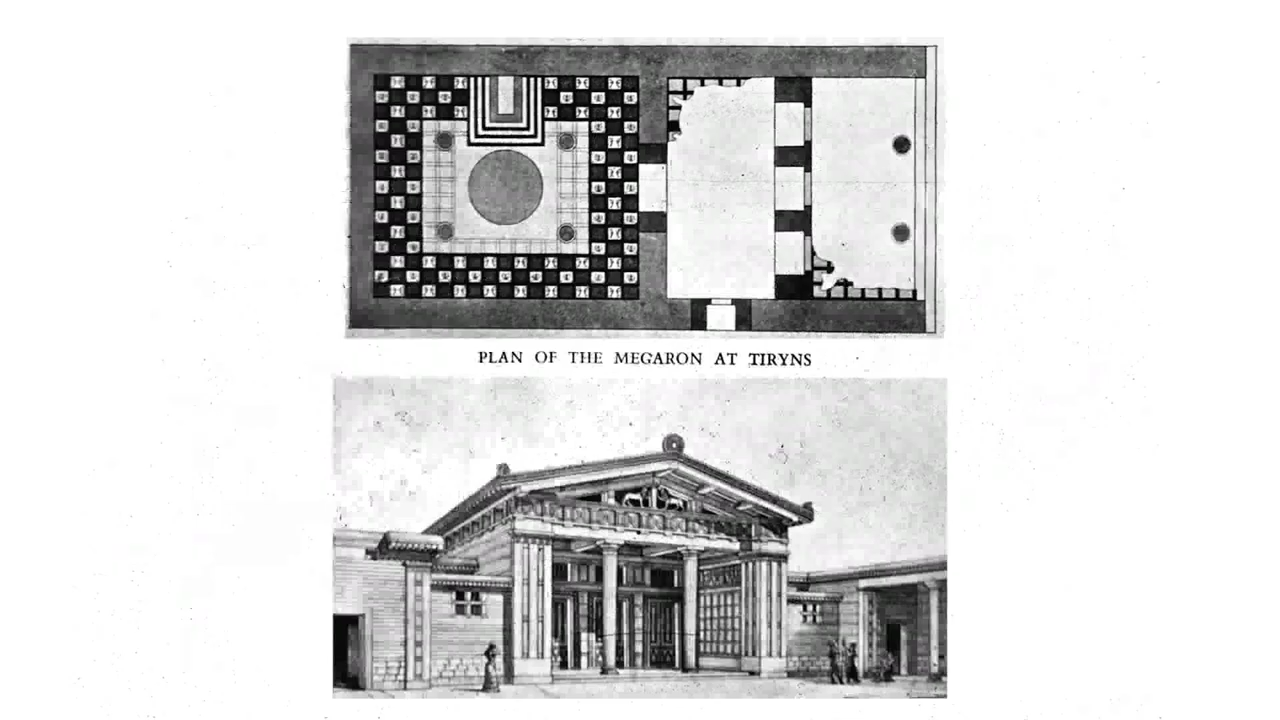 PLAN OF THE MEGARON AT TIRYNS